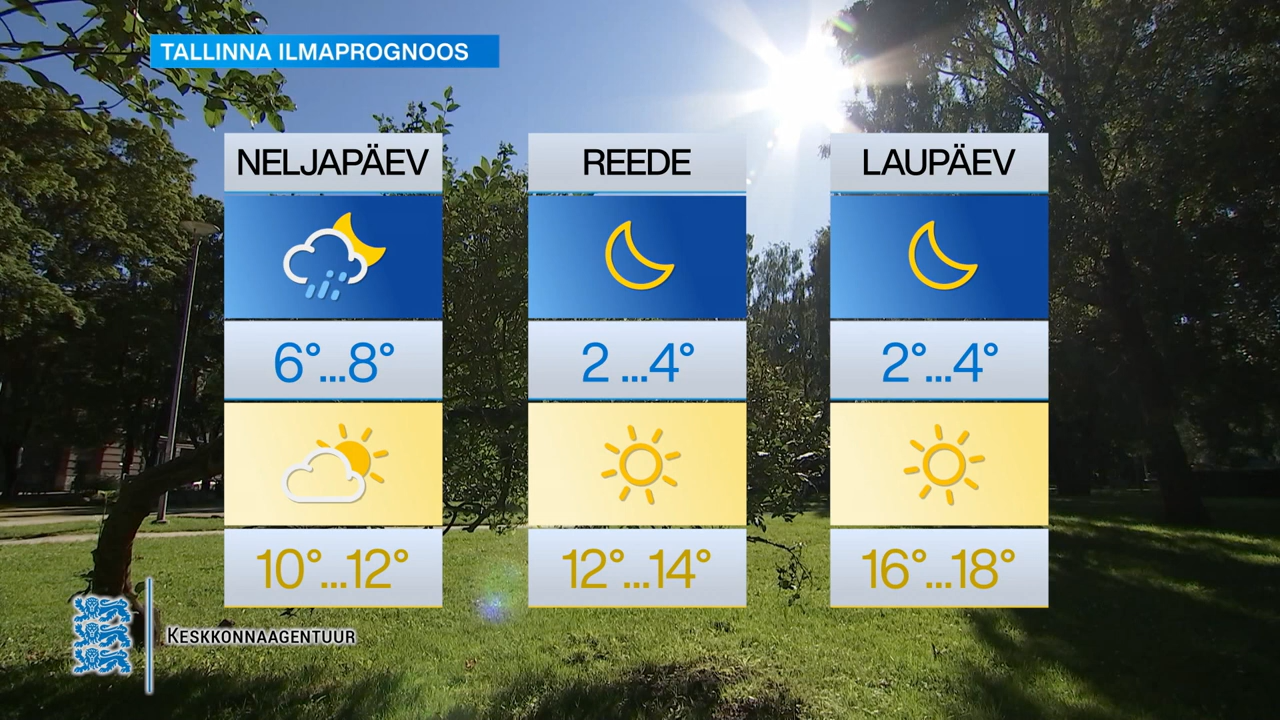 TALLINNA ILMAPROGNOOS
NELJAPÄEV
6°...8°
10°...12°
REEDE
2 ...4°
12°...14°
LAUPÄEV
2°...4°
16°...18°
KESKKONNAAGENTUUR